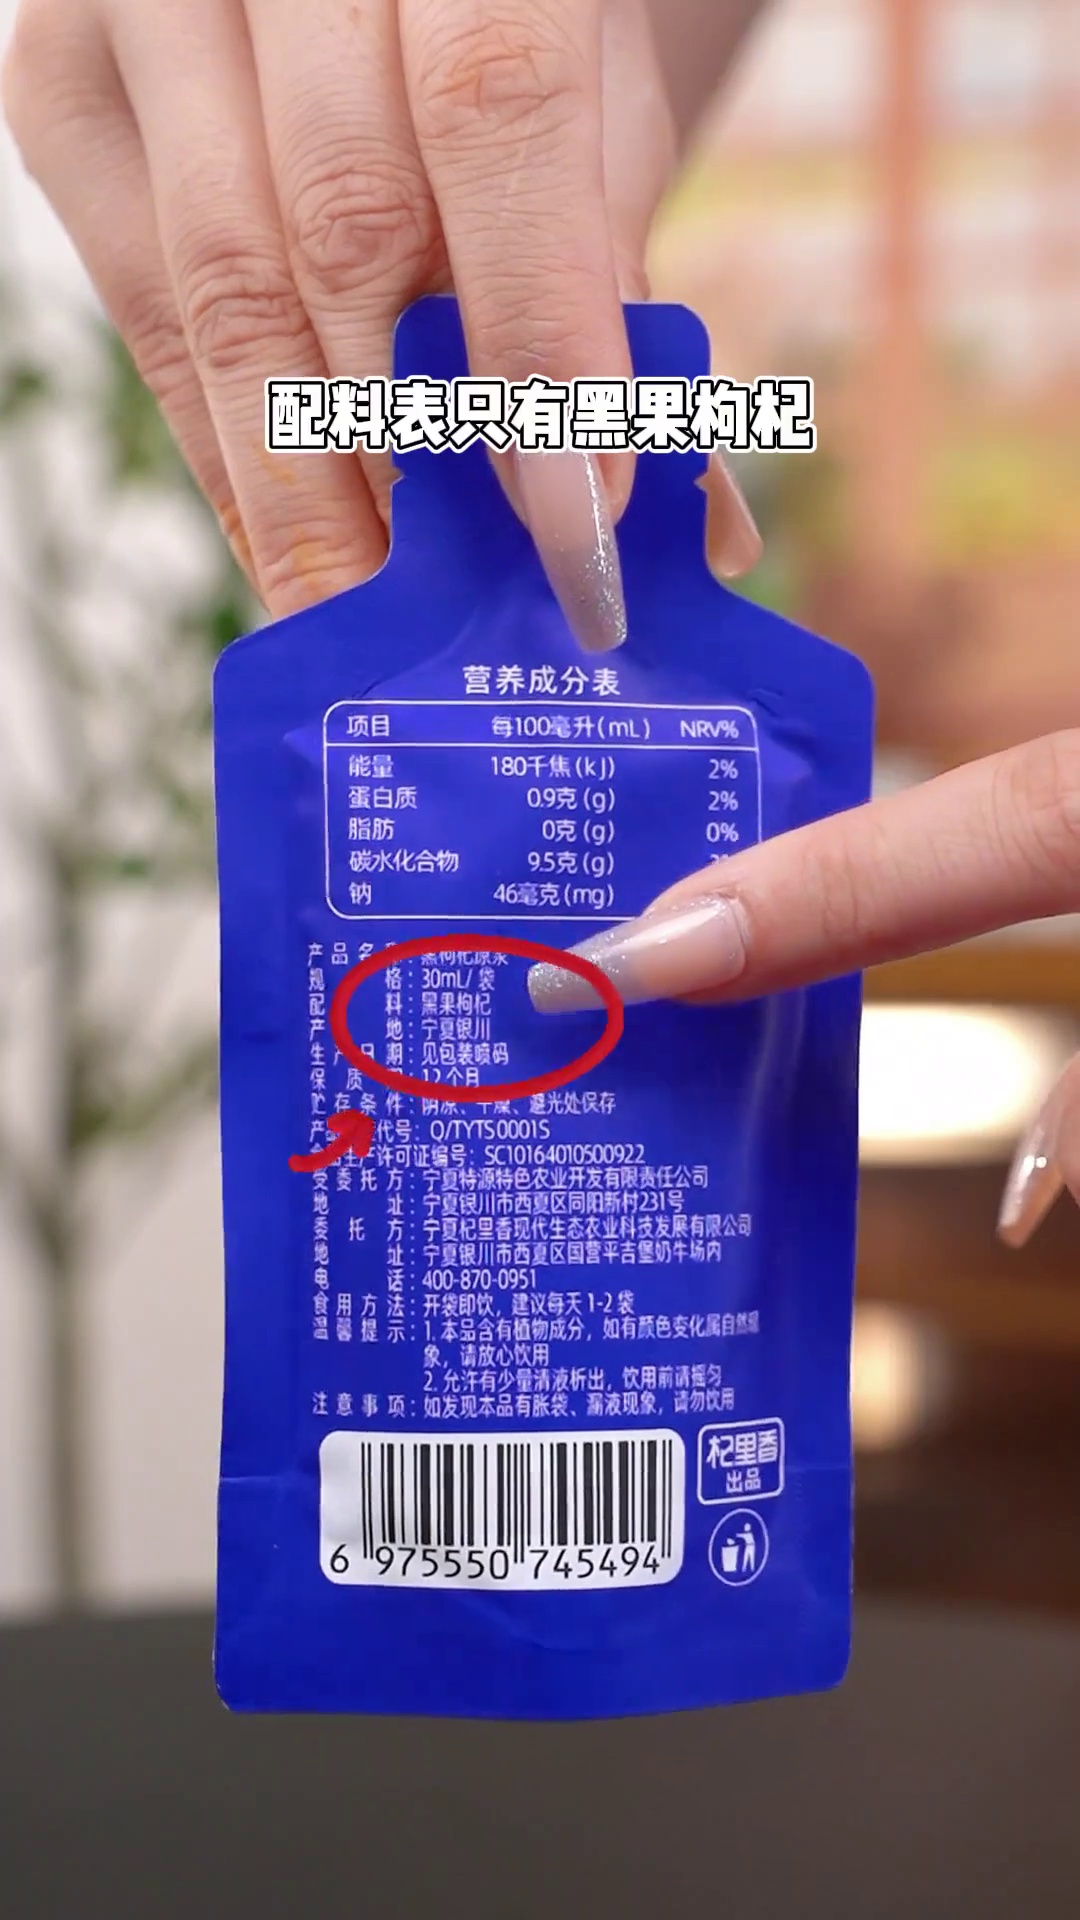 配料表只有黑果枸杞
营养成分表
项目 每100毫升(mL) NRV%
能量 180千焦(kJ) 2%
蛋白质 0.9克(g) 2%
脂肪 0克(g) 0%
碳水化合物 9.5克(g)
钠 46毫克(mg)
产品名称:黑枸杞原浆
规格:30mL/袋
配料:黑果枸杞
产地:宁夏银川
生产日期:见包装喷码
保质期:12个月
贮存条件:阴凉、干燥、避光处保存
产品标准代号:Q/TYTS0001S
食品生产许可证编号:SC10164010500922
受委托方:宁夏特源特色农业开发有限责任公司
地址:宁夏银川市西夏区同阳新村231号
委托方:宁夏杞里香现代生态农业科技发展有限公司
地址:宁夏银川市西夏区国营平吉堡奶牛场内
电话:400-870-0951
食用方法:开袋即饮,建议每天1-2袋
温馨提示:1.本品含有植物成分,如有颜色变化属自然现
象,请放心饮用
2.允许有少量清液析出,饮用前请摇匀
注意事项:如发现本品有胀袋、漏液现象,请勿饮用
杞里香
出品
6 975550 745494